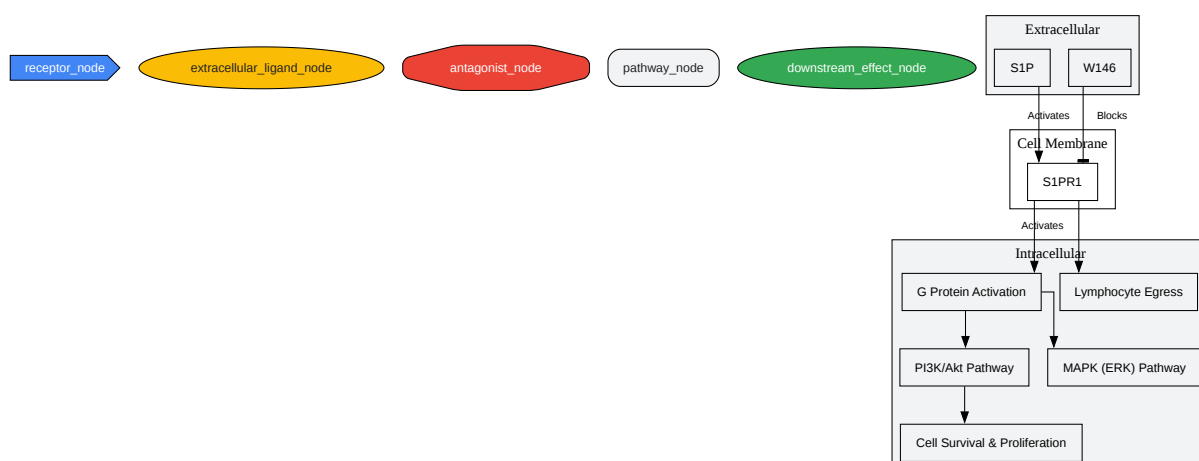 Extracellular
receptor_node
extracellular_ligand_node
antagonist_node
pathway_node
downstream_effect_node
S1P
W146
Activates
Blocks
Cell Membrane
S1PR1
Activates
Intracellular
G Protein Activation
Lymphocyte Egress
PI3K/Akt Pathway
MAPK (ERK) Pathway
Cell Survival & Proliferation